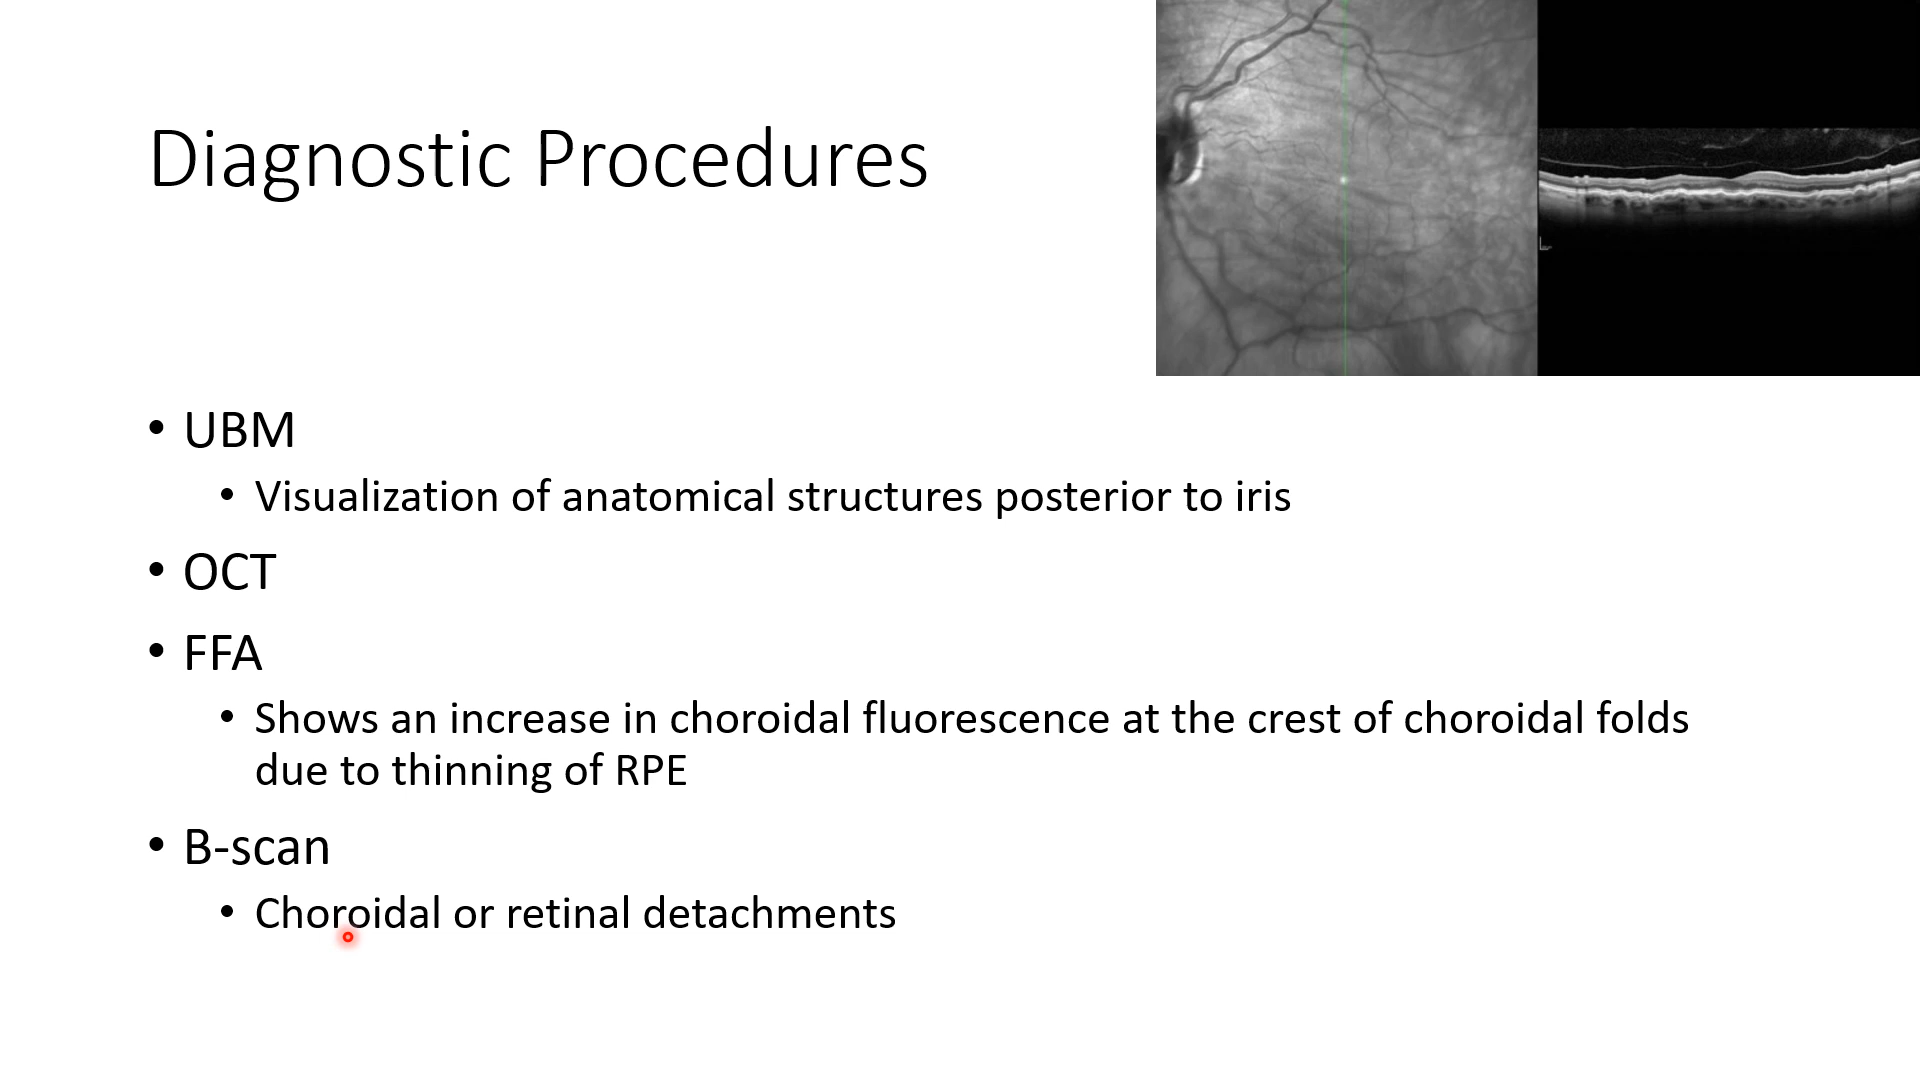 Diagnostic Procedures
• UBM
• Visualization of anatomical structures posterior to iris
• OCT
• FFA
• Shows an increase in choroidal fluorescence at the crest of choroidal folds
due to thinning of RPE
• B-scan
• Choroidal or retinal detachments